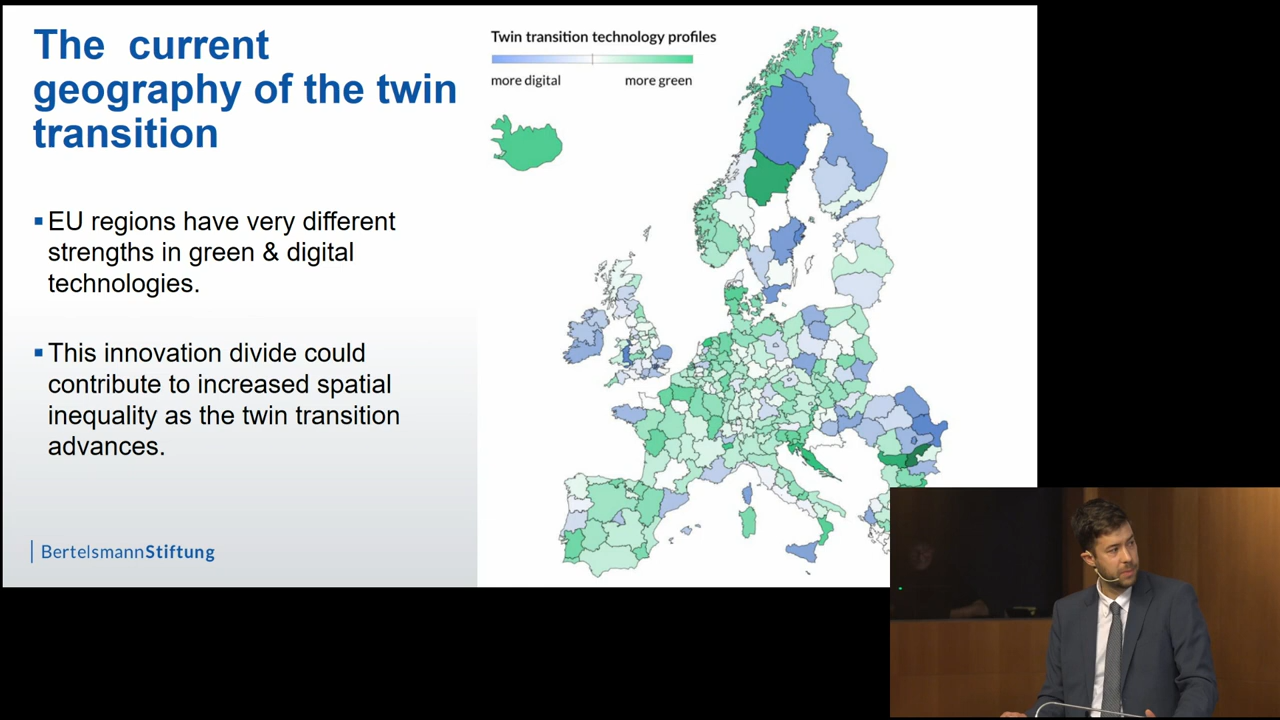 The current
geography of the twin
transition
▪EU regions have very different
strengths in green & digital
technologies.
▪This innovation divide could
contribute to increased spatial
inequality as the twin transition
advances.
BertelsmannStiftung
Twin transition technology profiles
more digital more green